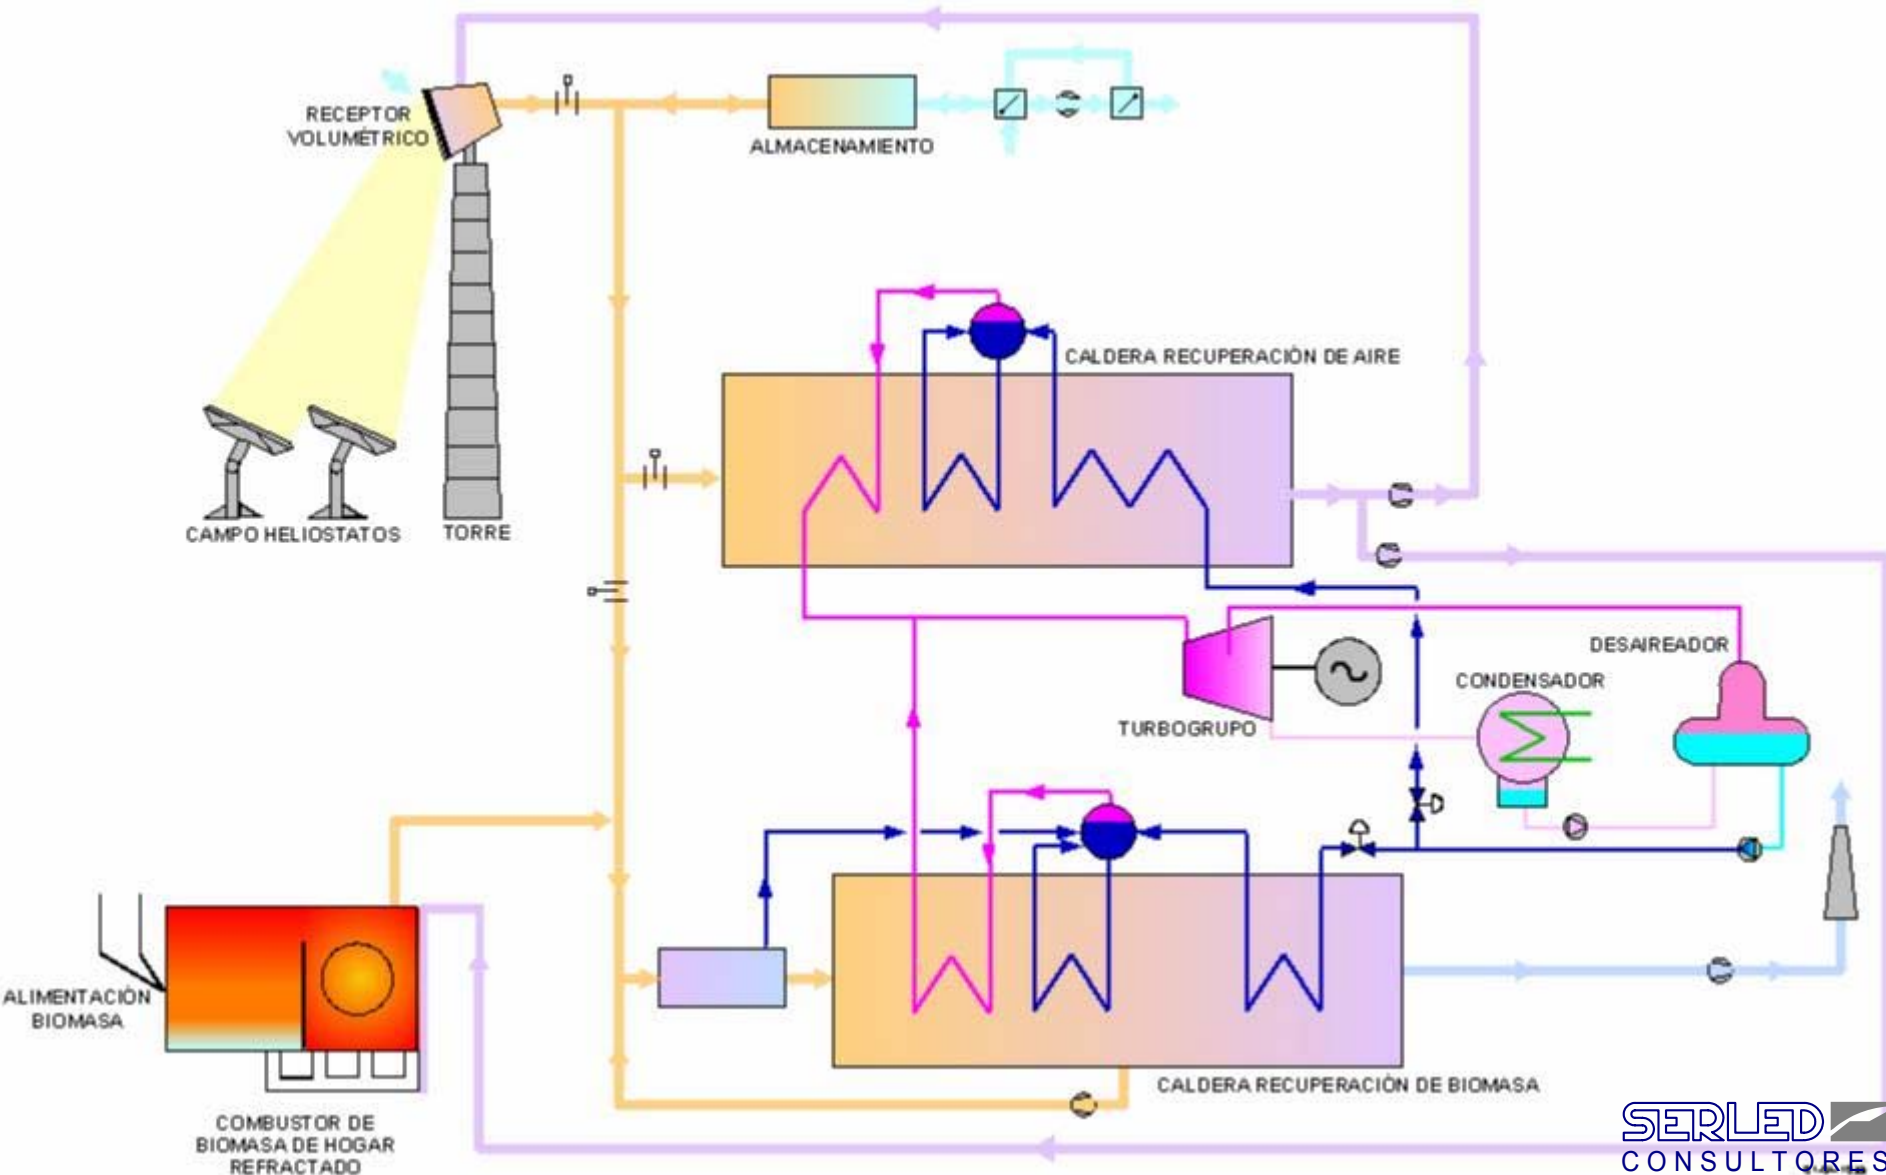 RECEPTOR
VOLUMÉTRICO
ALMACENAMIENTO
CALDERA RECUPERACIÓN DE AIRE
CAMPO HELIOSTATOS
TORRE
DESAIREADOR
CONDENSADOR
TURBOGRUPO
ALIMENTACIÓN
BIOMASA
CALDERA RECUPERACIÓN DE BIOMASA
COMBUSTOR DE
BIOMASA DE HOGAR
REFRACTADO
SERLED
CONSULTORES